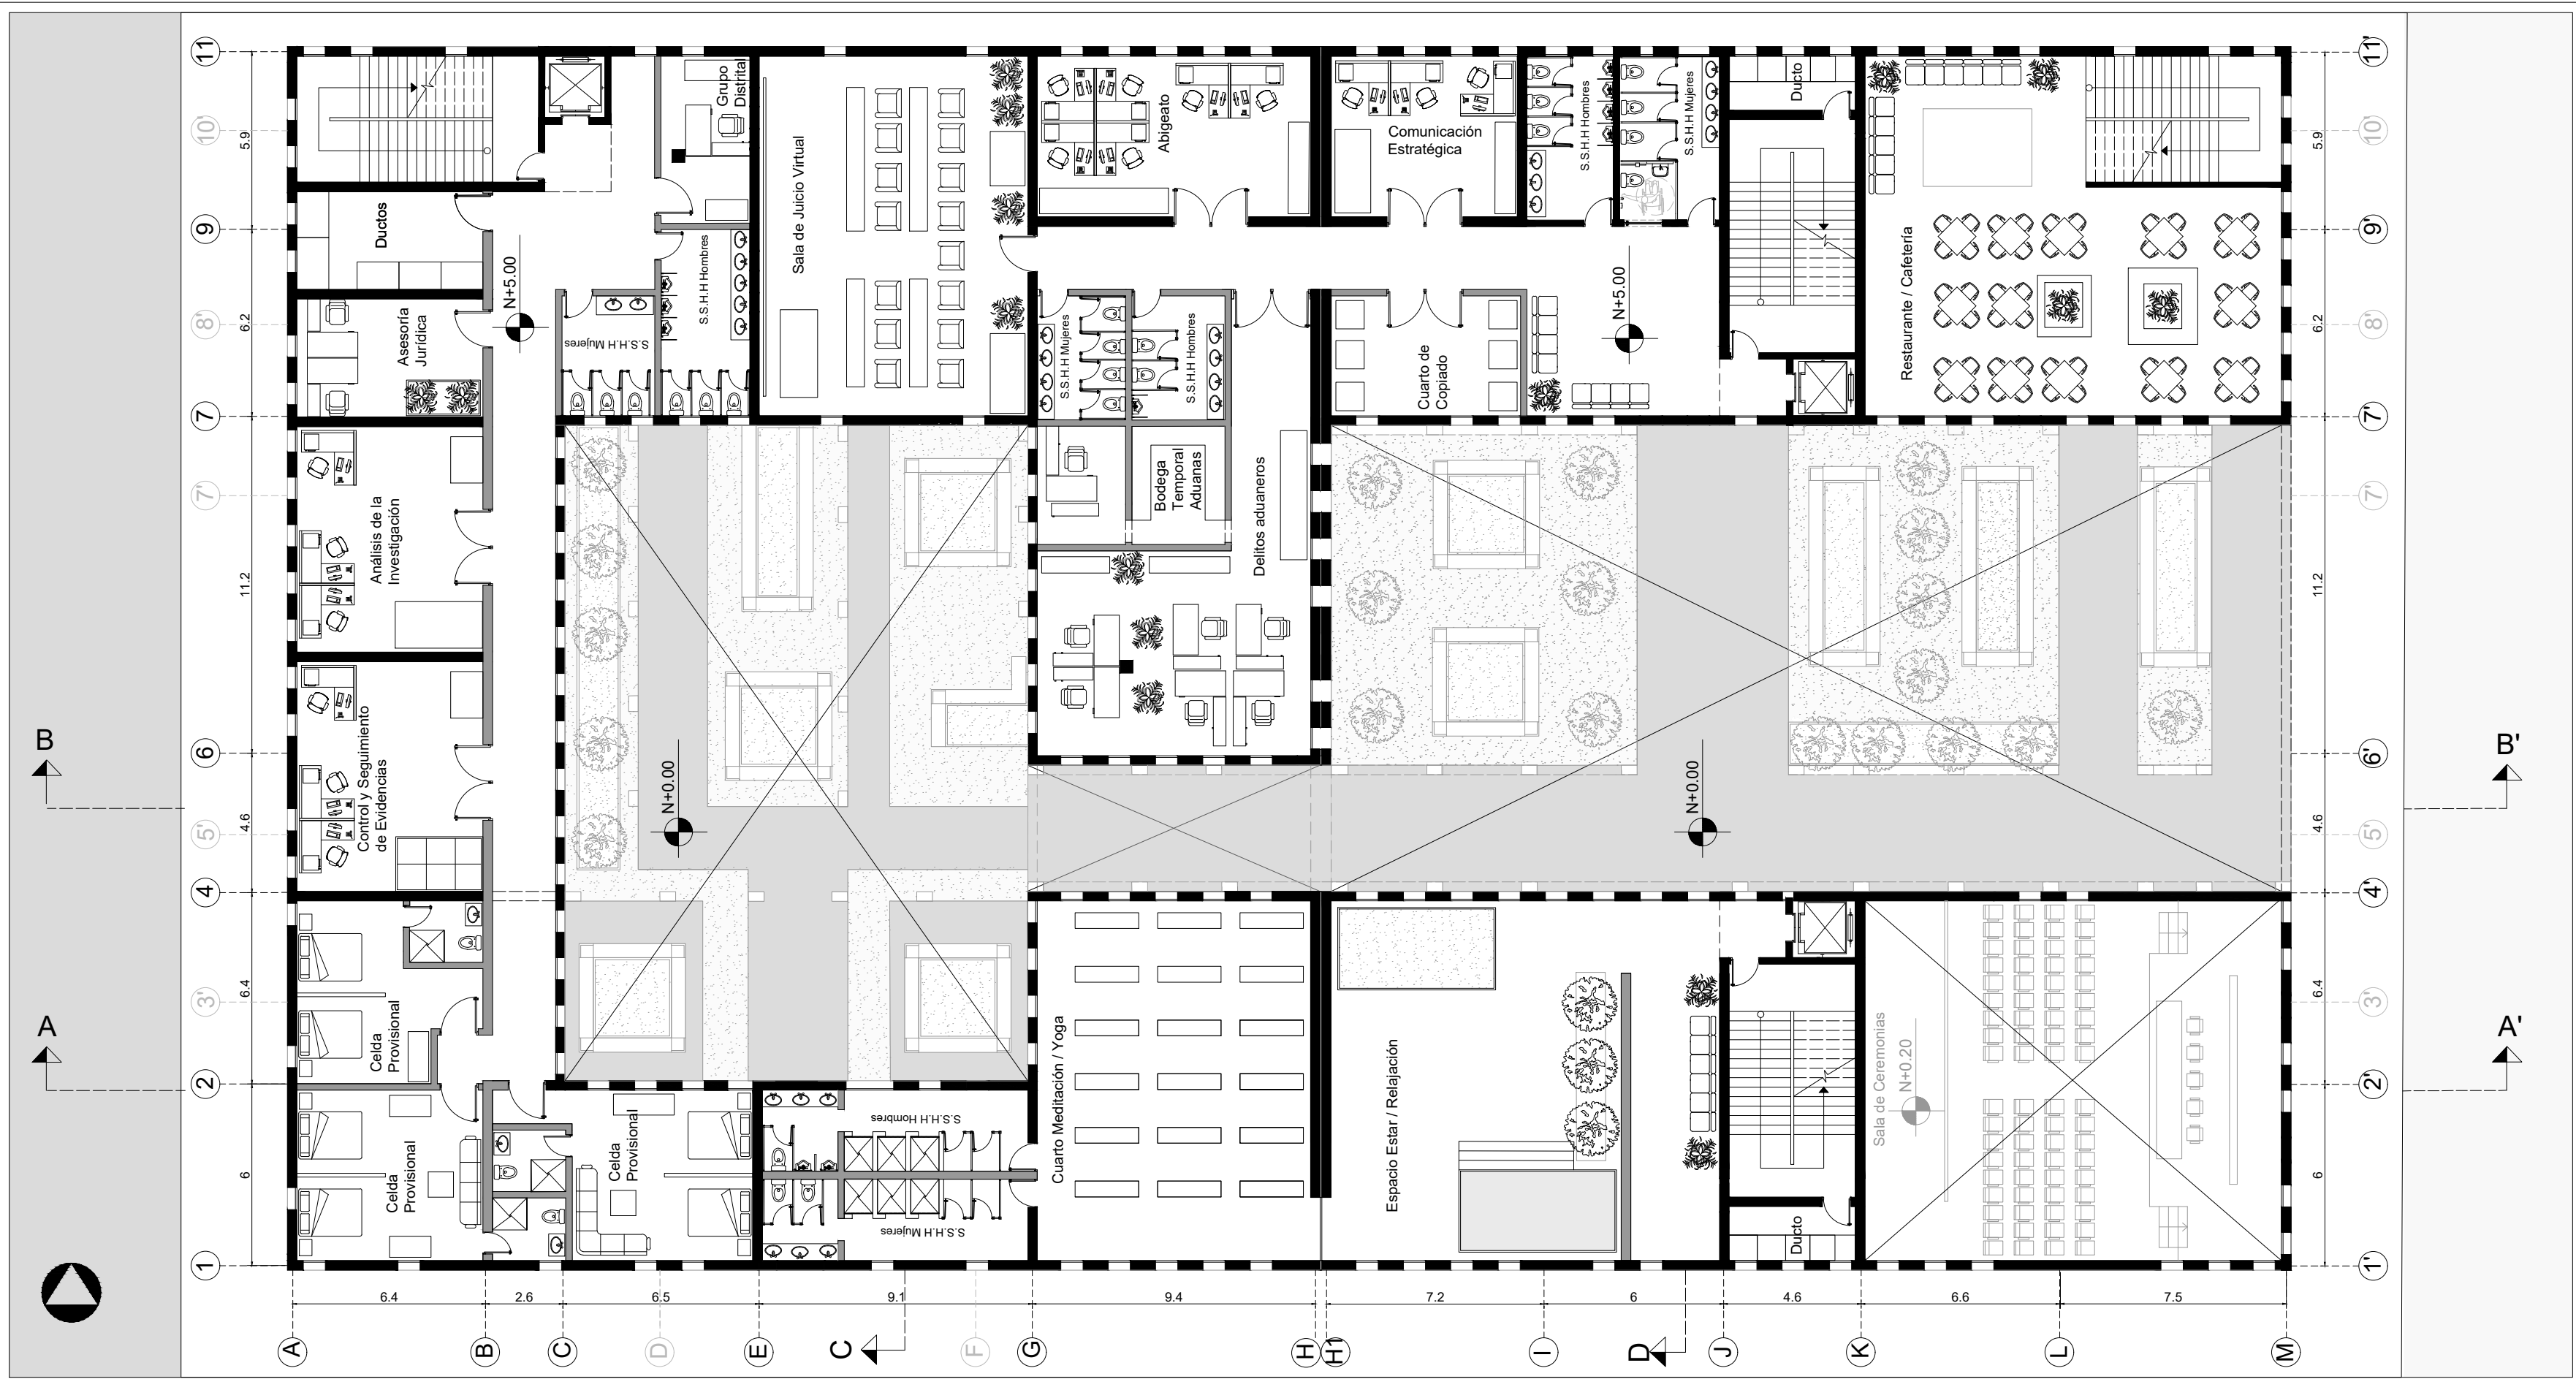 11
10'
5.9
9
8'
6.2
7
7'
11.2
6
5'
4.6
4
3'
6.4
2
6
1
B
A
Ductos
Asesoría
Jurídica
N+5.00
Grupo
Distrital
S.S.H.H Hombres
S.S.H.H Mujeres
Sala de Juicio Virtual
Abigeato
Comunicación
Estratégica
S.S.H.H Hombres
S.S.H.H Mujeres
Ducto
Restaurante / Cafetería
S.S.H.H Mujeres
S.S.H.H Hombres
Cuarto de
Copiado
N+5.00
Análisis de la
Investigación
Bodega
Temporal
Aduanas
Delitos aduaneros
Control y Seguimiento
de Evidencias
N+0.00
N+0.00
Celda
Provisional
Celda
Provisional
Celda
Provisional
S.S.H.H Hombres
S.S.H.H Mujeres
Cuarto Meditación / Yoga
Espacio Estar / Relajación
Ducto
Sala de Ceremonias
N+0.20
11'
10'
5.9
9'
8'
6.2
7'
7'
11.2
6'
5'
4.6
4'
3'
6.4
2'
6
1'
B'
A'
6.4
2.6
6.5
9.1
9.4
7.2
6
4.6
6.6
7.5
A
B
C
D
E
C
F
G
H
H1
I
D
J
K
L
M